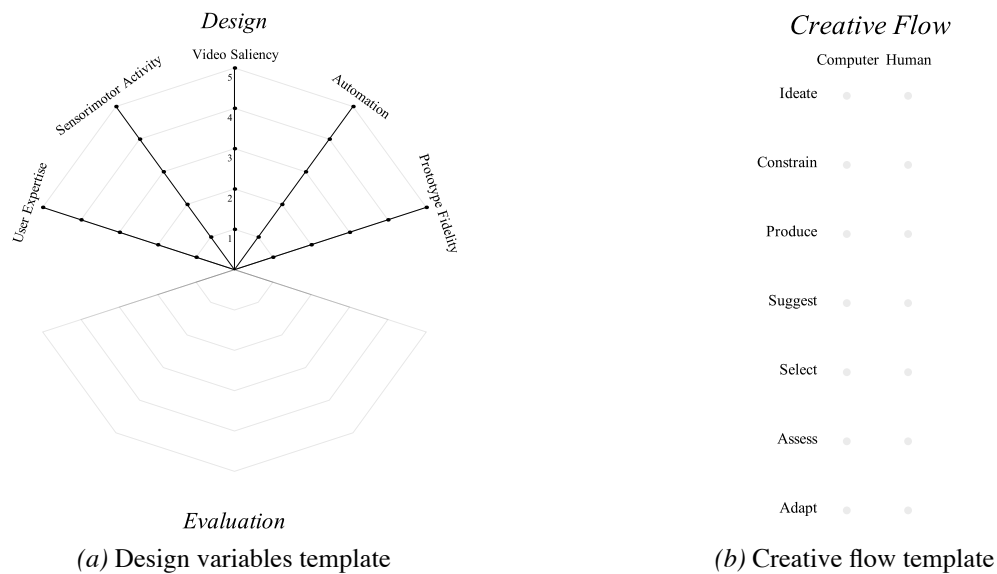 Design
Video Saliency
Sensorimotor Activity
Automation
User Expertise
Prototype Fidelity
5
4
3
2
1
Evaluation
(a) Design variables template
Creative Flow
Computer Human
Ideate
Constrain
Produce
Suggest
Select
Assess
Adapt
(b) Creative flow template